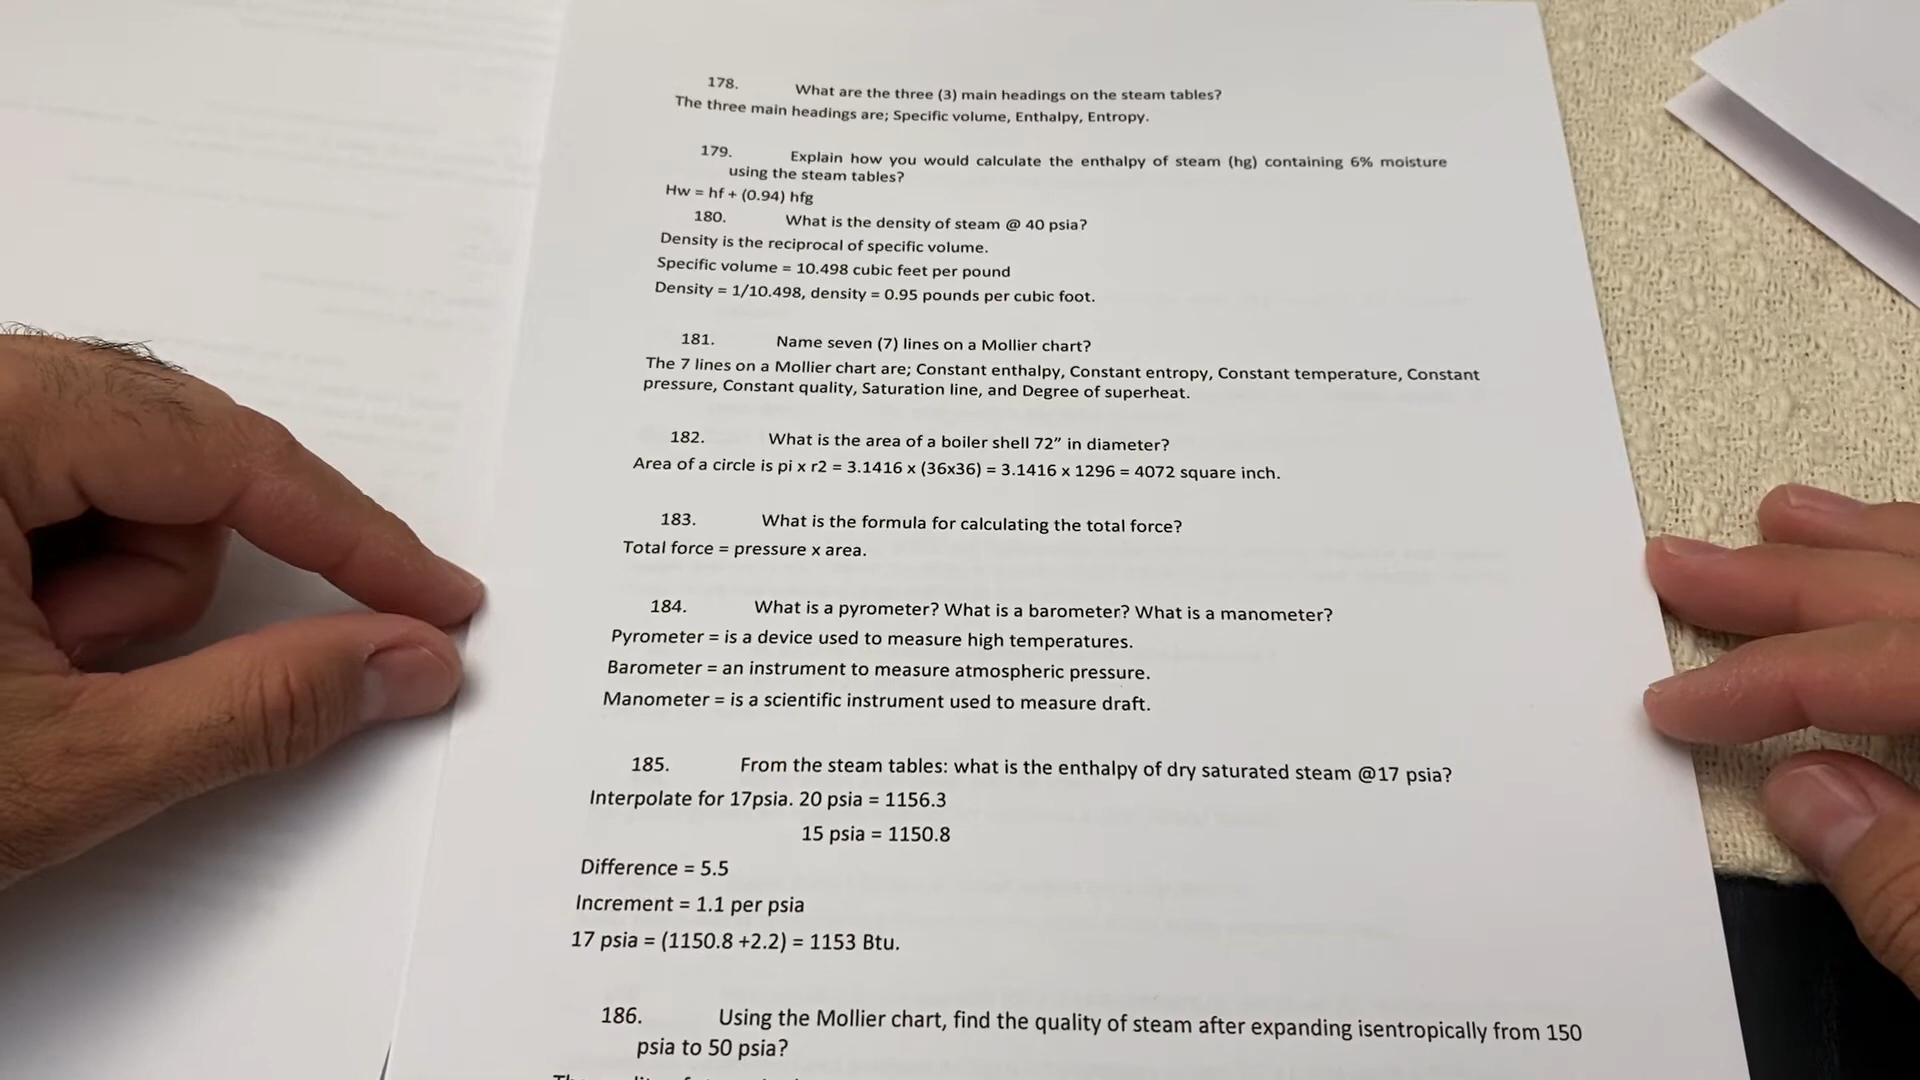 178. What are the three (3) main headings on the steam tables?
The three main headings are; Specific volume, Enthalpy, Entropy.
179. Explain how you would calculate the enthalpy of steam (hg) containing 6% moisture
using the steam tables?
Hw = hf + (0.94) hfg
180. What is the density of steam @ 40 psia?
Density is the reciprocal of specific volume.
Specific volume = 10.498 cubic feet per pound
Density = 1/10.498, density = 0.95 pounds per cubic foot.
181. Name seven (7) lines on a Mollier chart?
The 7 lines on a Mollier chart are; Constant enthalpy, Constant entropy, Constant temperature, Constant
pressure, Constant quality, Saturation line, and Degree of superheat.
182. What is the area of a boiler shell 72” in diameter?
Area of a circle is pi x r2 = 3.1416 x (36x36) = 3.1416 x 1296 = 4072 square inch.
183. What is the formula for calculating the total force?
Total force = pressure x area.
184. What is a pyrometer? What is a barometer? What is a manometer?
Pyrometer = is a device used to measure high temperatures.
Barometer = an instrument to measure atmospheric pressure.
Manometer = is a scientific instrument used to measure draft.
185. From the steam tables: what is the enthalpy of dry saturated steam @17 psia?
Interpolate for 17psia. 20 psia = 1156.3
15 psia = 1150.8
Difference = 5.5
Increment = 1.1 per psia
17 psia = (1150.8 +2.2) = 1153 Btu.
186. Using the Mollier chart, find the quality of steam after expanding isentropically from 150
psia to 50 psia?